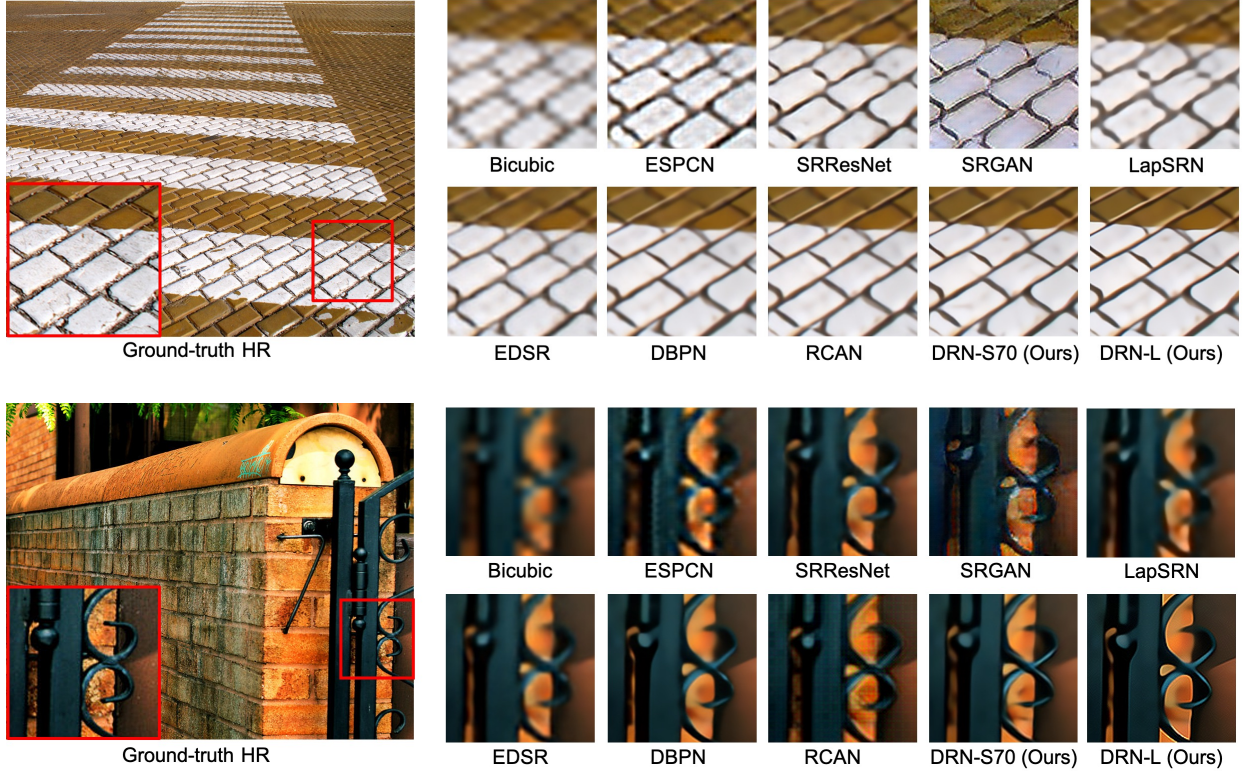 Bicubic
ESPCN
SRResNet
SRGAN
LapSRN
Ground-truth HR
EDSR
DBPN
RCAN
DRN-S70 (Ours)
DRN-L (Ours)
Bicubic
ESPCN
SRResNet
SRGAN
LapSRN
Ground-truth HR
EDSR
DBPN
RCAN
DRN-S70 (Ours)
DRN-L (Ours)